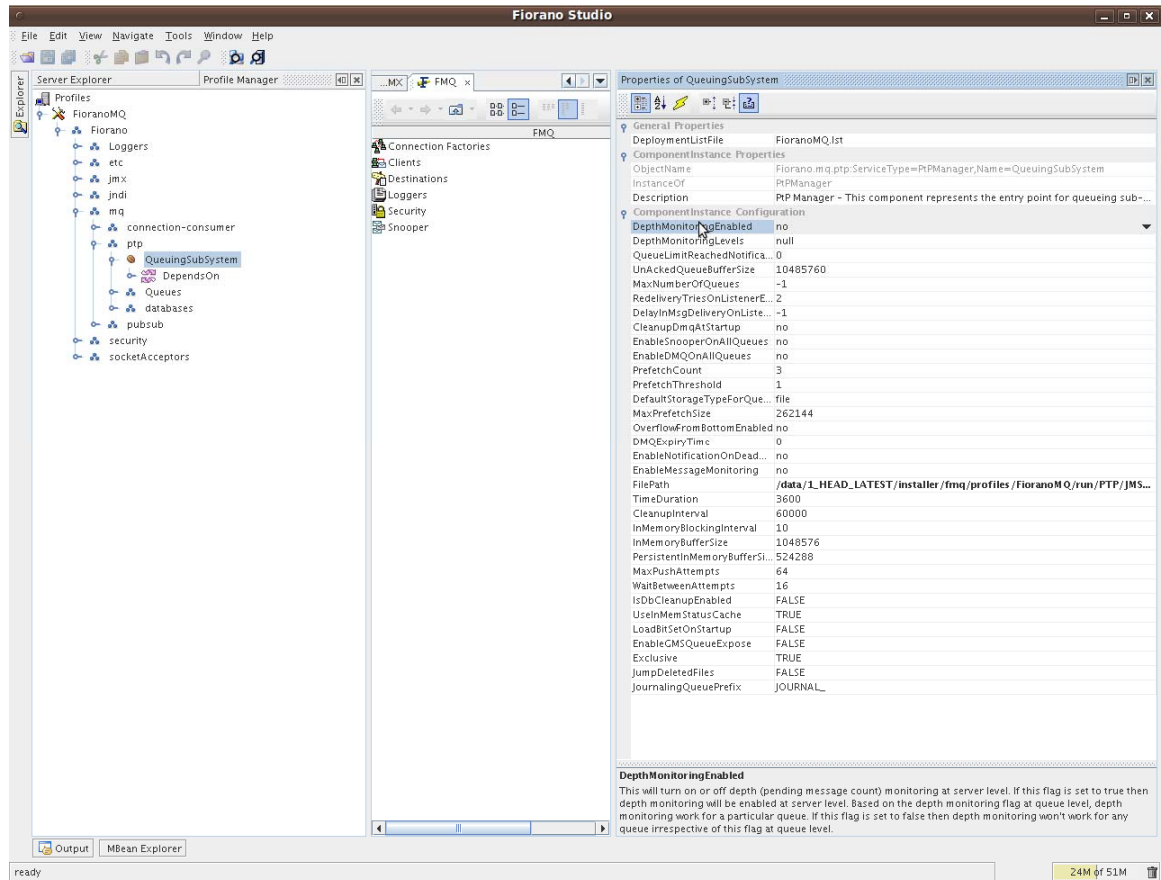 Fiorano Studio
File Edit View Navigate Tools Window Help
Explorer
Server Explorer
Profile Manager
Profiles
FioranoMQ
Fiorano
Loggers
etc
jmx
jndi
mq
connection-consumer
ptp
QueuingSubSystem
DependsOn
Queues
databases
pubsub
security
socketAcceptors
...MX FMQ
FMQ
Connection Factories
Clients
Destinations
Loggers
Security
Snooper
Properties of QueuingSubSystem
General Properties
DeploymentListFile FioranoMQ.lst
ComponentInstance Properties
ObjectName Fiorano.mq.ptp:ServiceType=PtPManager,Name=QueuingSubSystem
InstanceOf PtPManager
Description PtP Manager - This component represents the entry point for queueing sub-...
ComponentInstance Configuration
DepthMonitoringEnabled no
DepthMonitoringLevels null
QueueLimitReachedNotifica... 0
UnAckedQueueBufferSize 10485760
MaxNumberOfQueues -1
RedeliveryTriesOnListenerE... 2
DelayInMsgDeliveryOnListe... -1
CleanupDmqAtStartup no
EnableSnooperOnAllQueues no
EnableDMQOnAllQueues no
PrefetchCount 3
PrefetchThreshold 1
DefaultStorageTypeForQue... file
MaxPrefetchSize 262144
OverflowFromBottomEnabled no
DMQExpiryTime 0
EnableNotificationOnDead... no
EnableMessageMonitoring no
FilePath /data/1_HEAD_LATEST/installer/fmq/profiles/FioranoMQ/run/PTP/JMS...
TimeDuration 3600
CleanupInterval 60000
InMemoryBlockingInterval 10
InMemoryBufferSize 1048576
PersistentInMemoryBufferSi... 524288
MaxPushAttempts 64
WaitBetweenAttempts 16
IsDbCleanupEnabled FALSE
UseInMemStatusCache TRUE
LoadBitSetOnStartup FALSE
EnableGMSQueueExpose FALSE
Exclusive TRUE
JumpDeletedFiles FALSE
JournalingQueuePrefix JOURNAL_
DepthMonitoringEnabled
This will turn on or off depth (pending message count) monitoring at server level. If this flag is set to true then
depth monitoring will be enabled at server level. Based on the depth monitoring flag at queue level, depth
monitoring work for a particular queue. If this flag is set to false then depth monitoring won't work for any
queue irrespective of this flag at queue level.
Output MBean Explorer
ready
24M of 51M